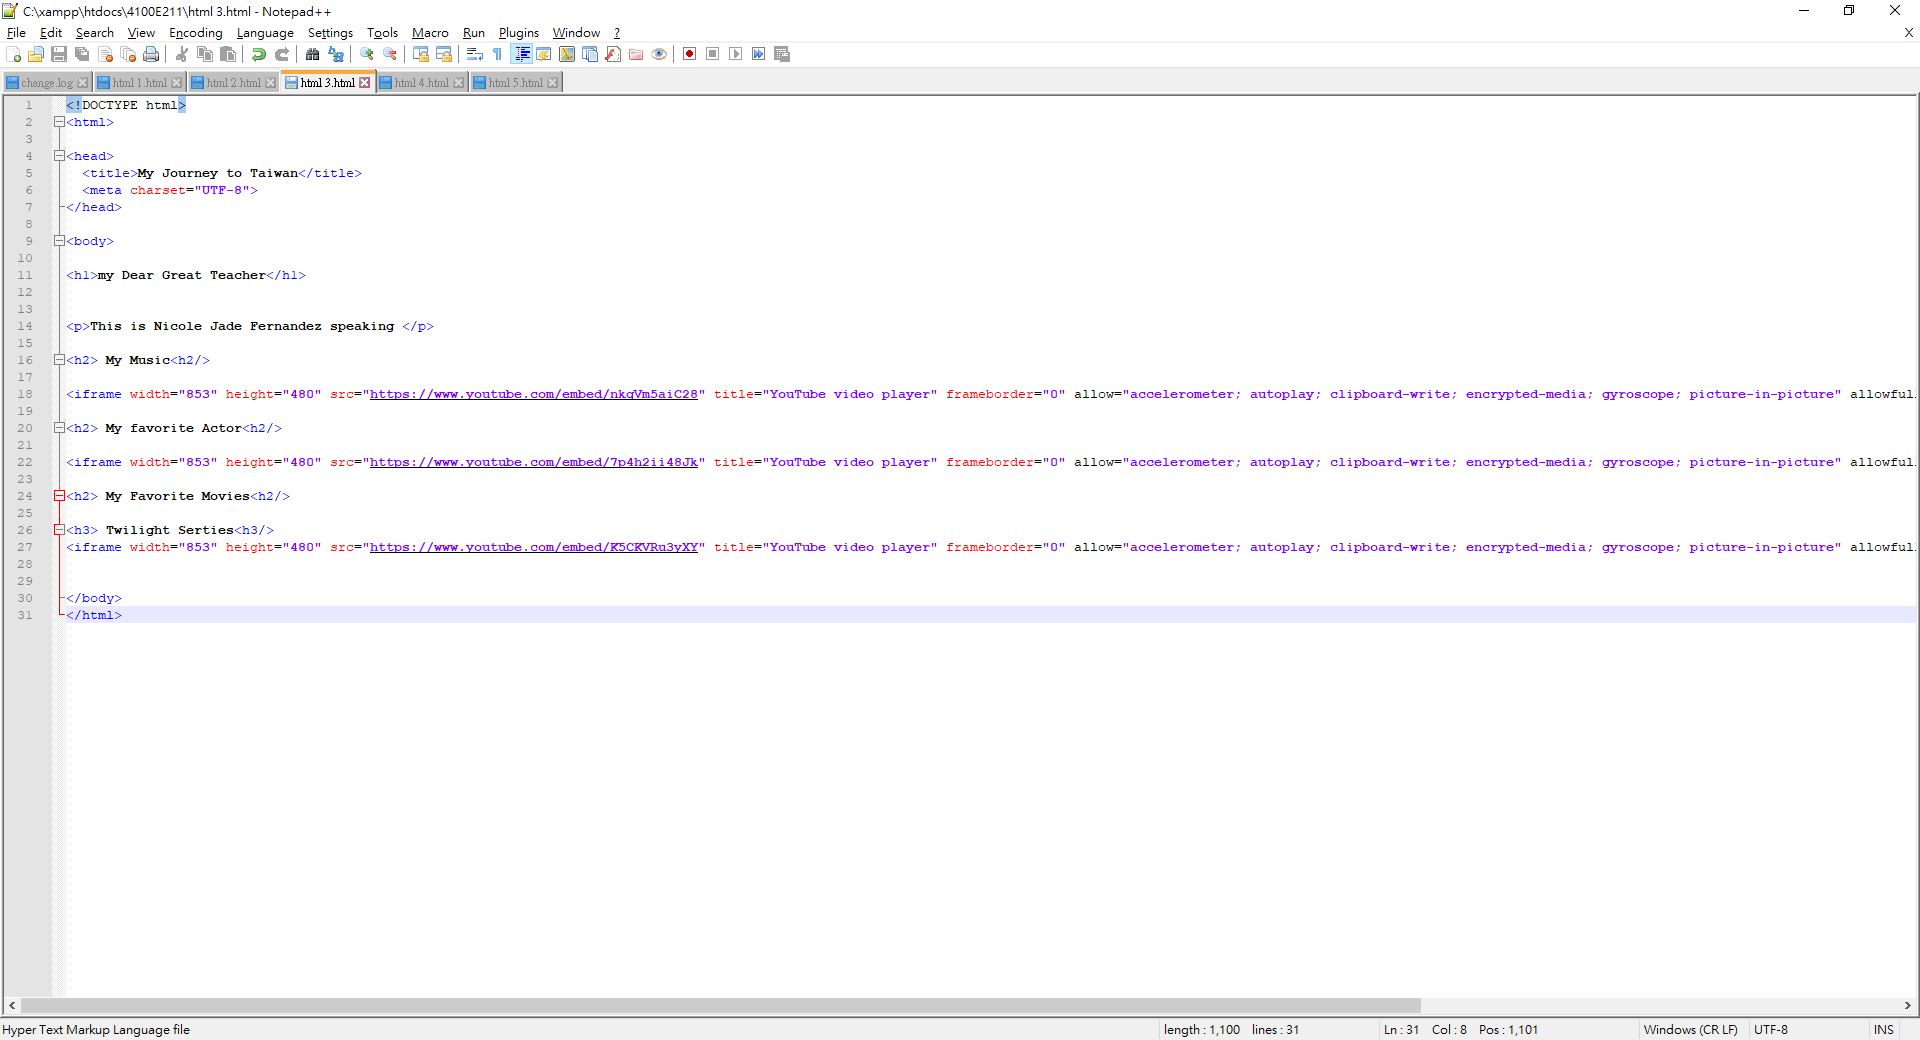 C:\xampp\htdocs\4100E211\html 3.html - Notepad++
File Edit Search View Encoding Language Settings Tools Macro Run Plugins Window ? X
change.log html 1.html html 2.html html 3.html html 4.html html 5.html
1 <!DOCTYPE html>
2 <html>
3
4 <head>
5 <title>My Journey to Taiwan</title>
6 <meta charset="UTF-8">
7 </head>
8
9 <body>
10
11 <h1>my Dear Great Teacher</h1>
12
13
14 <p>This is Nicole Jade Fernandez speaking </p>
15
16 <h2> My Music<h2/>
17
18 <iframe width="853" height="480" src="https://www.youtube.com/embed/nkqVm5aiC28" title="YouTube video player" frameborder="0" allow="accelerometer; autoplay; clipboard-write; encrypted-media; gyroscope; picture-in-picture" allowful
19
20 <h2> My favorite Actor<h2/>
21
22 <iframe width="853" height="480" src="https://www.youtube.com/embed/7p4h2ii48Jk" title="YouTube video player" frameborder="0" allow="accelerometer; autoplay; clipboard-write; encrypted-media; gyroscope; picture-in-picture" allowful
23
24 <h2> My Favorite Movies<h2/>
25
26 <h3> Twilight Serties<h3/>
27 <iframe width="853" height="480" src="https://www.youtube.com/embed/K5CKVRu3yXY" title="YouTube video player" frameborder="0" allow="accelerometer; autoplay; clipboard-write; encrypted-media; gyroscope; picture-in-picture" allowful
28
29
30 </body>
31 </html>
Hyper Text Markup Language file length : 1,100 lines : 31 Ln : 31 Col : 8 Pos : 1,101 Windows (CR LF) UTF-8 INS